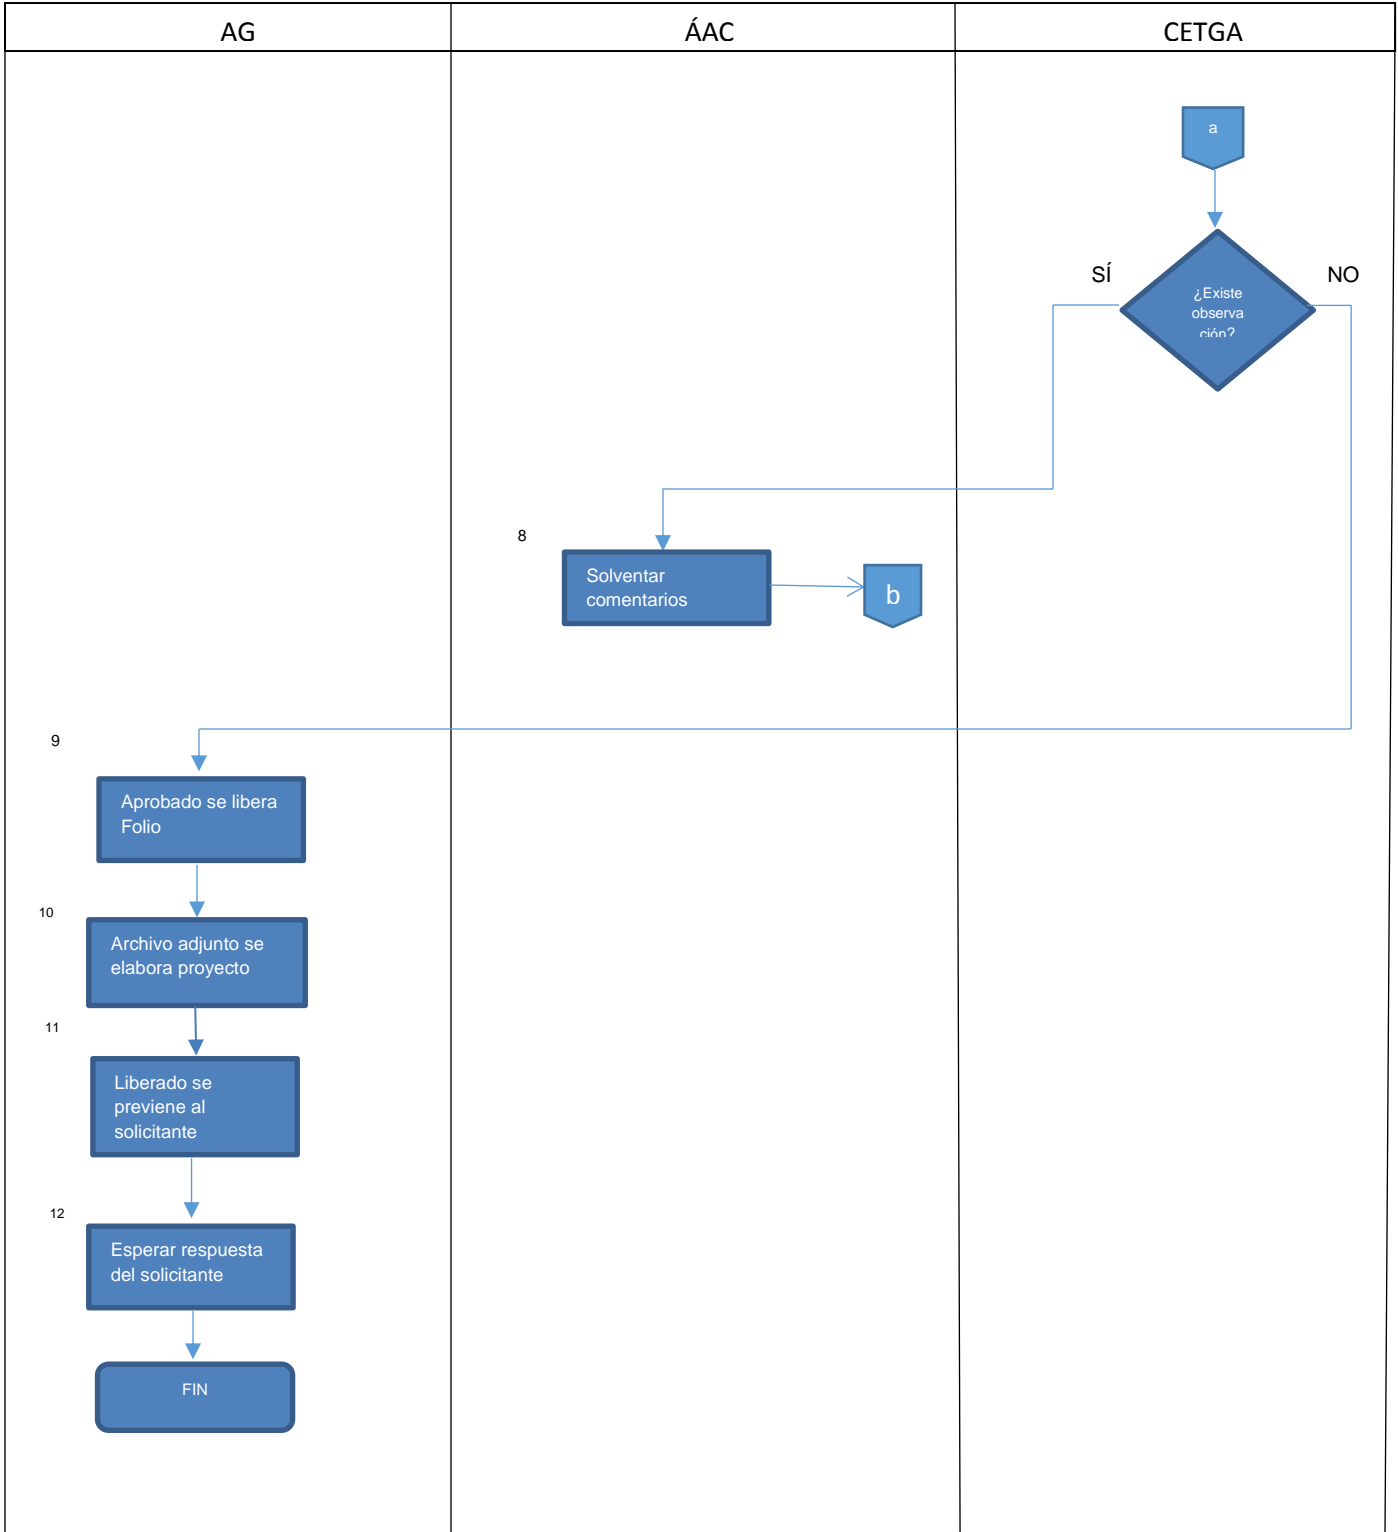 AG
ÁAC
CETGA
a
SÍ
NO
¿Existe
observa
ción?
8
Solventar
comentarios
b
9
Aprobado se libera
Folio
10
Archivo adjunto se
elabora proyecto
11
Liberado se
previene al
solicitante
12
Esperar respuesta
del solicitante
FIN